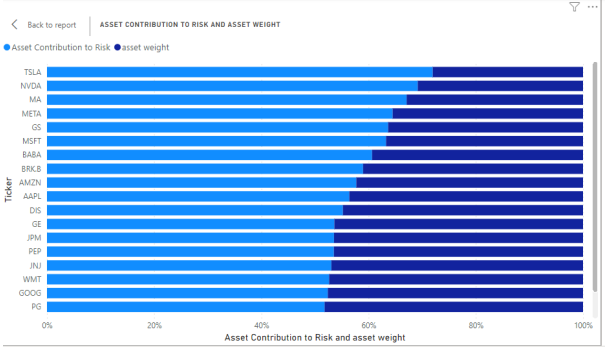 Back to report
ASSET CONTRIBUTION TO RISK AND ASSET WEIGHT
Asset Contribution to Risk asset weight
TSLA
NVDA
MA
META
GS
MSFT
BABA
BRK.B
AMZN
AAPL
DIS
GE
JPM
PEP
JNJ
WMT
GOOG
PG
Ticker
0% 20% 40% 60% 80% 100%
Asset Contribution to Risk and asset weight